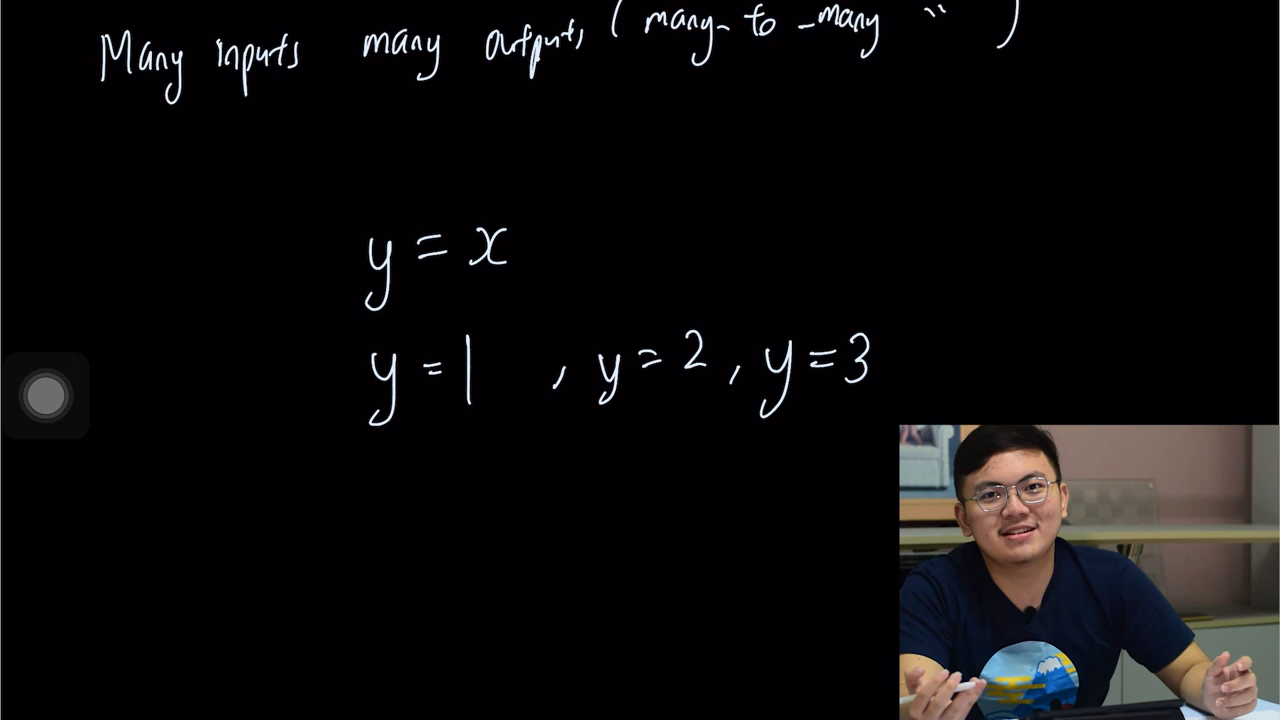 Many inputs many outputs (many-to-many " )
y = x
y = 1 , y = 2 , y = 3